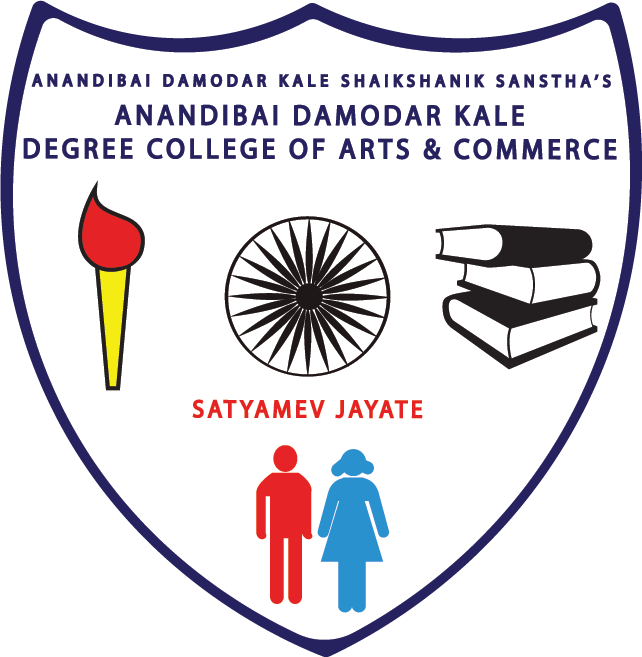 ANANDIBAI DAMODAR KALE SHAIKSHANIK SANSTHA'S
ANANDIBAI DAMODAR KALE
DEGREE COLLEGE OF ARTS & COMMERCE
SATYAMEV JAYATE